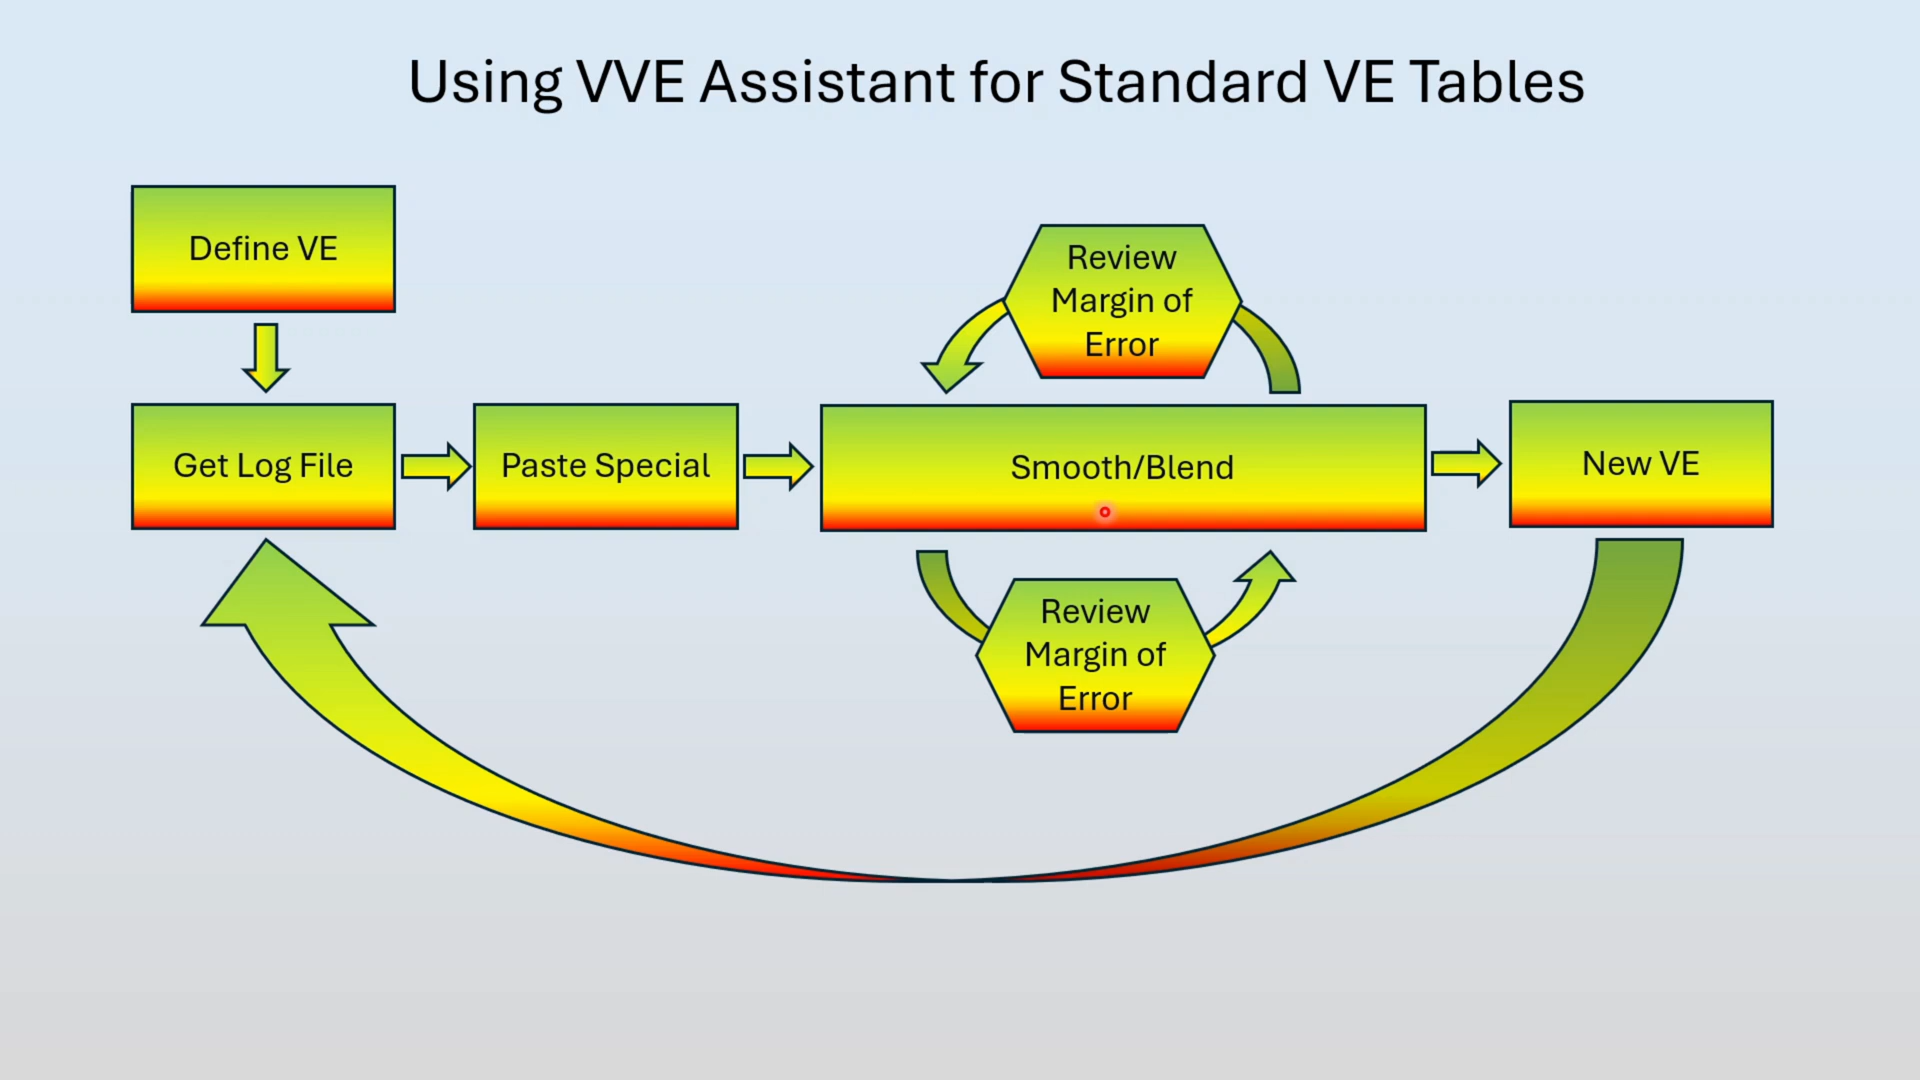 Using VVE Assistant for Standard VE Tables
Define VE
Review
Margin of
Error
Get Log File
Paste Special
Smooth/Blend
New VE
Review
Margin of
Error